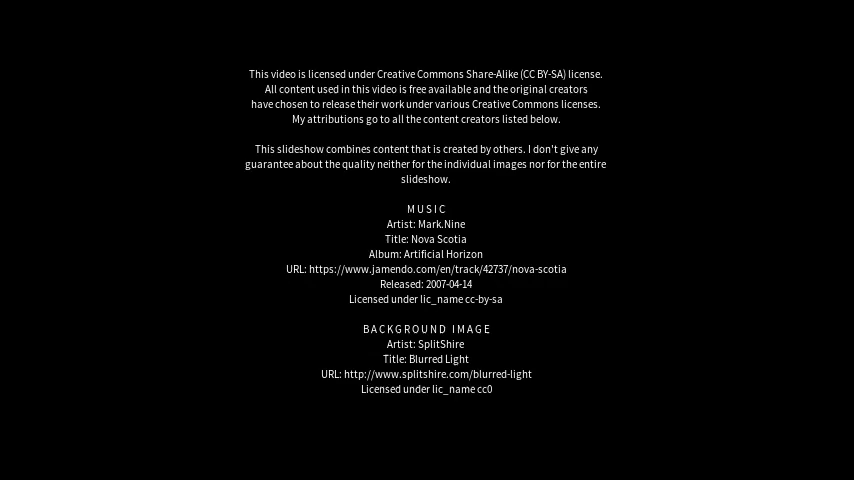 This video is licensed under Creative Commons Share-Alike (CC BY-SA) license.
All content used in this video is free available and the original creators
have chosen to release their work under various Creative Commons licenses.
My attributions go to all the content creators listed below.
This slideshow combines content that is created by others. I don't give any
guarantee about the quality neither for the individual images nor for the entire
slideshow.
MUSIC
Artist: Mark.Nine
Title: Nova Scotia
Album: Artificial Horizon
URL: https://www.jamendo.com/en/track/42737/nova-scotia
Released: 2007-04-14
Licensed under lic_name cc-by-sa
BACKGROUND IMAGE
Artist: SplitShire
Title: Blurred Light
URL: http://www.splitshire.com/blurred-light
Licensed under lic_name cc0